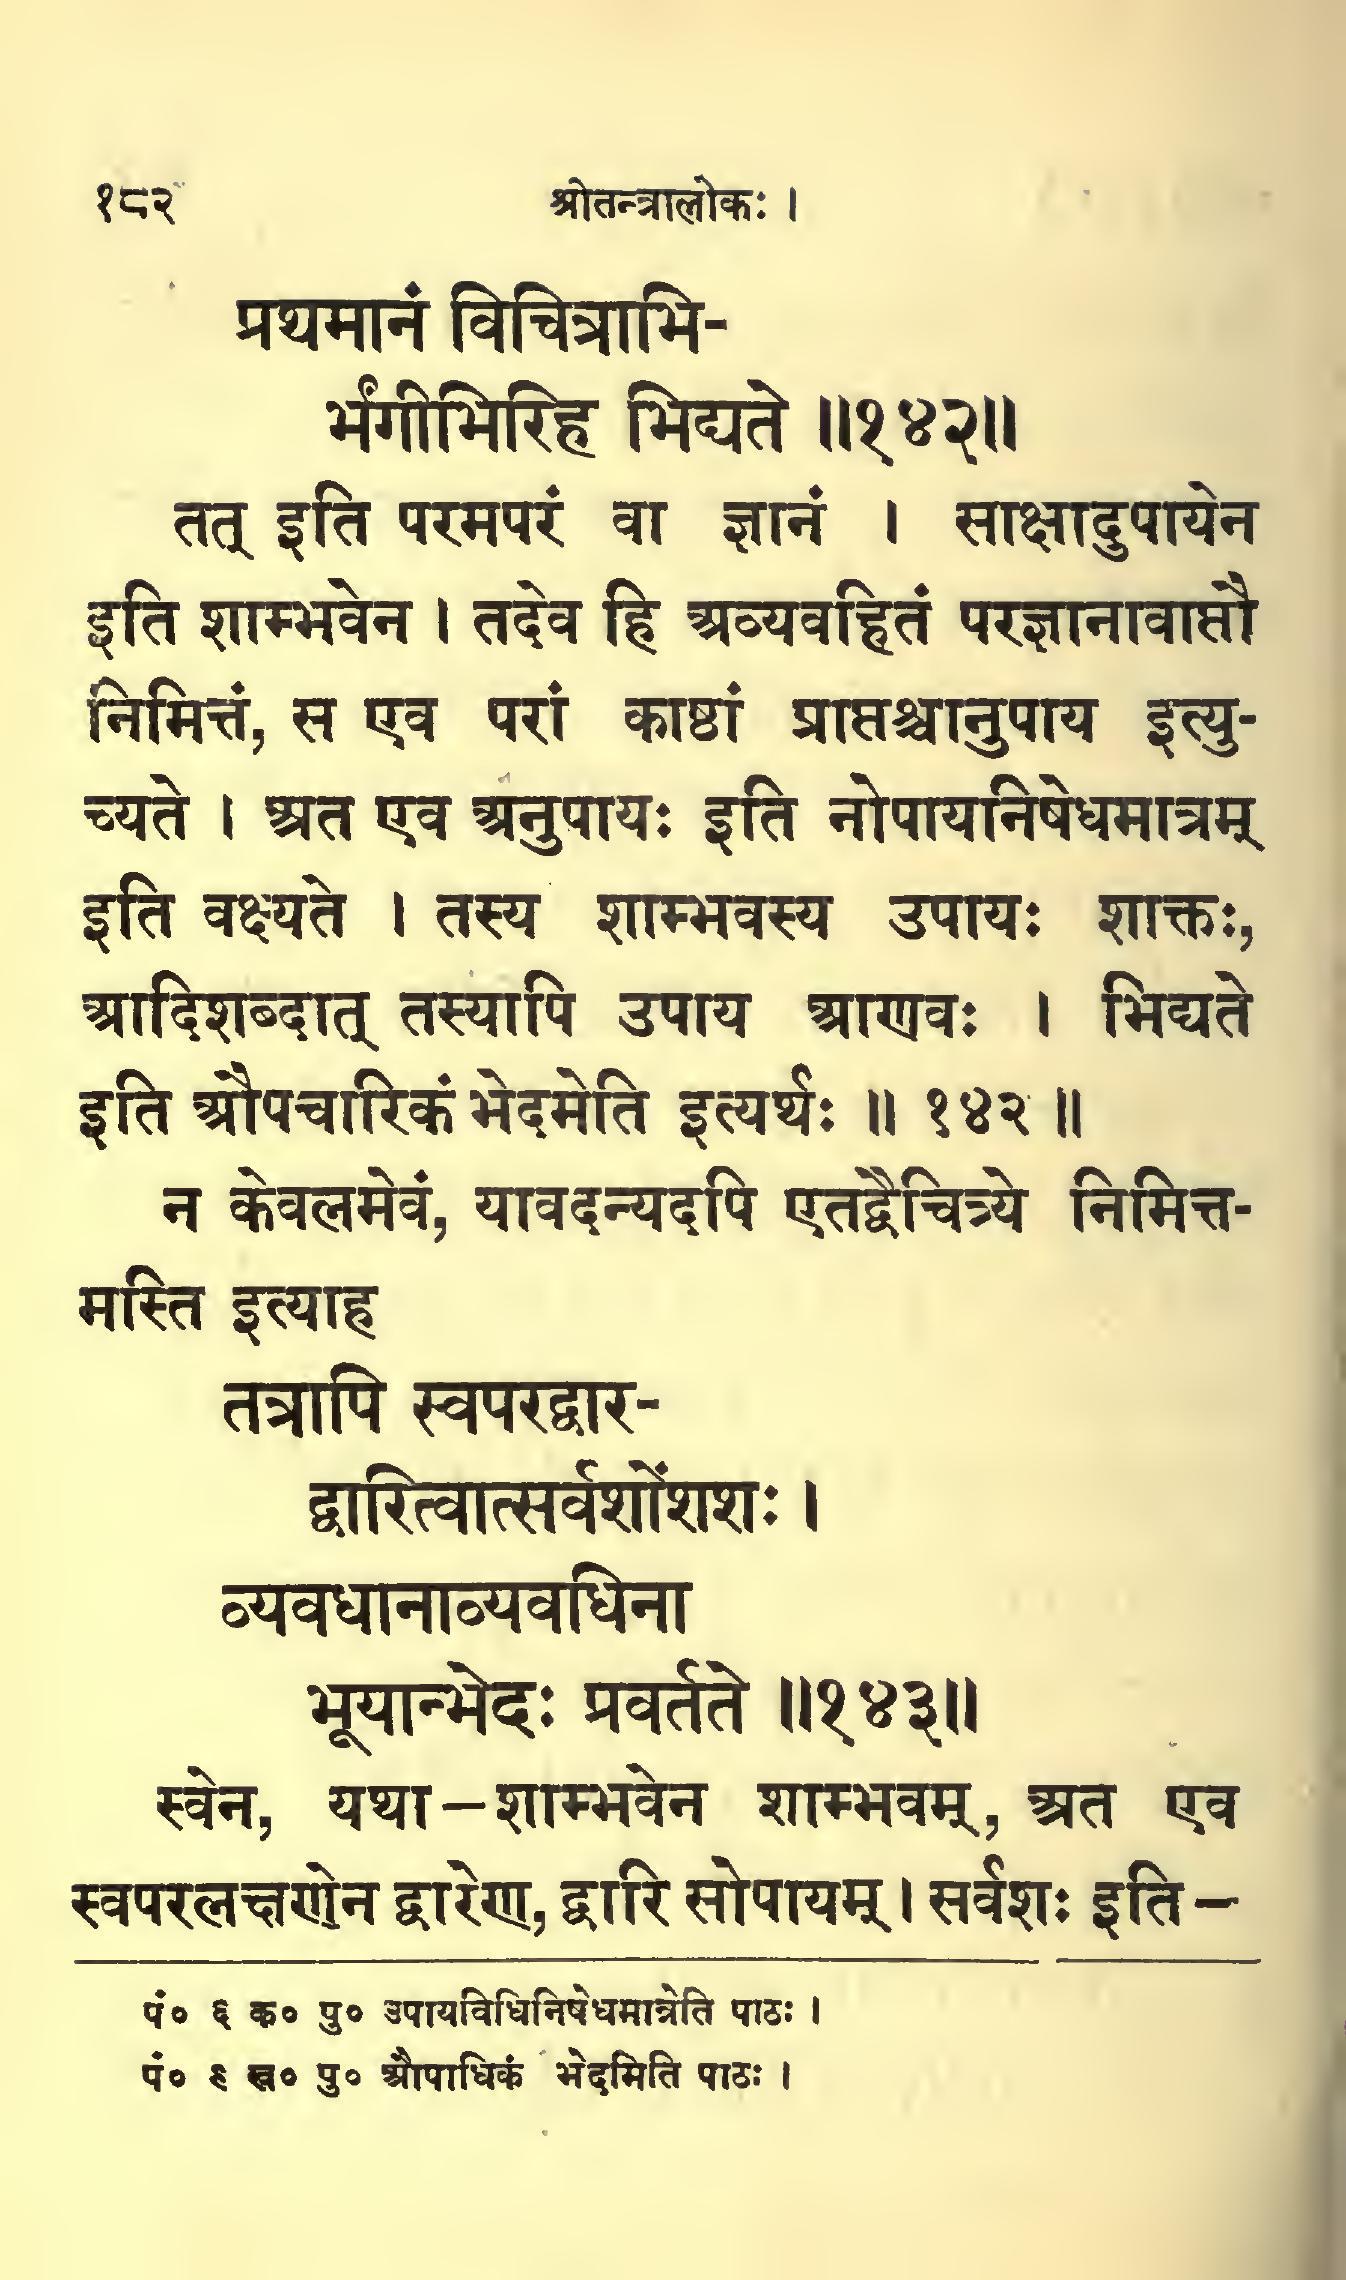 १८२ श्रीतन्त्रालोकः ।
प्रथमानं विचित्राभि-
र्भंगीभिरिह भिद्यते ॥१४२॥
तत् इति परमपरं वा ज्ञानं । साक्षादुपायेन
इति शाम्भवेन । तदेव हि अव्यवहितं परज्ञानावाप्तौ
निमित्तं, स एव परां काष्ठां प्राप्तश्चानुपाय इत्यु-
च्यते । अत एव अनुपायः इति नोपायनिषेधमात्रम्
इति वक्ष्यते । तस्य शाम्भवस्य उपायः शाक्तः,
आदिशब्दात् तस्यापि उपाय आणवः । भिद्यते
इति औपचारिकं भेदमेति इत्यर्थः ॥ १४२ ॥
न केवलमेवं, यावदन्यदपि एतद्वैचित्र्ये निमित्त-
मस्ति इत्याह
तत्रापि स्वपरद्वार-
द्वारित्वात्सर्वशोंशशः ।
व्यवधानाव्यवधिना
भूयान्भेदः प्रवर्तते ॥१४३॥
स्वेन, यथा—शाम्भवेन शाम्भवम्, अत एव
स्वपरलक्षणेन द्वारेण, द्वारि सोपायम् । सर्वशः इति—
पं० ६ क० पु० उपायविधिनिषेधमात्रेति पाठः ।
पं० ९ ख० पु० औपाधिकं भेदमिति पाठः ।